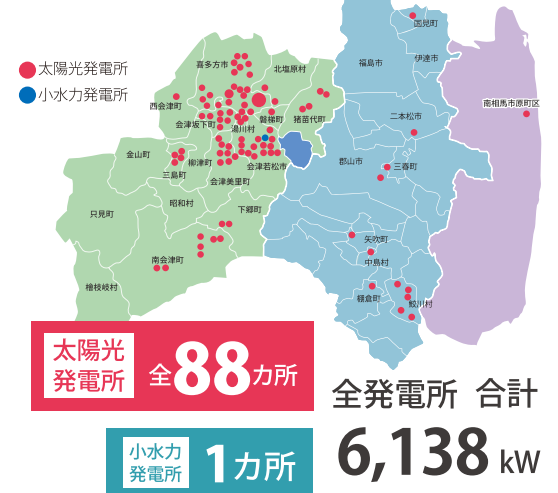 太陽光発電所
小水力発電所
国見町
喜多方市
北塩原村
福島市
伊達市
西会津町
会津坂下町
湯川村
磐梯町
猪苗代町
二本松市
南相馬市原町区
金山町
柳津町
三島町
会津若松市
会津美里町
郡山市
三春町
昭和村
下郷町
只見町
矢吹町
中島村
南会津町
檜枝岐村
棚倉町
鮫川村
太陽光
発電所
全88カ所
小水力
発電所
1カ所
全発電所 合計
6,138 kW